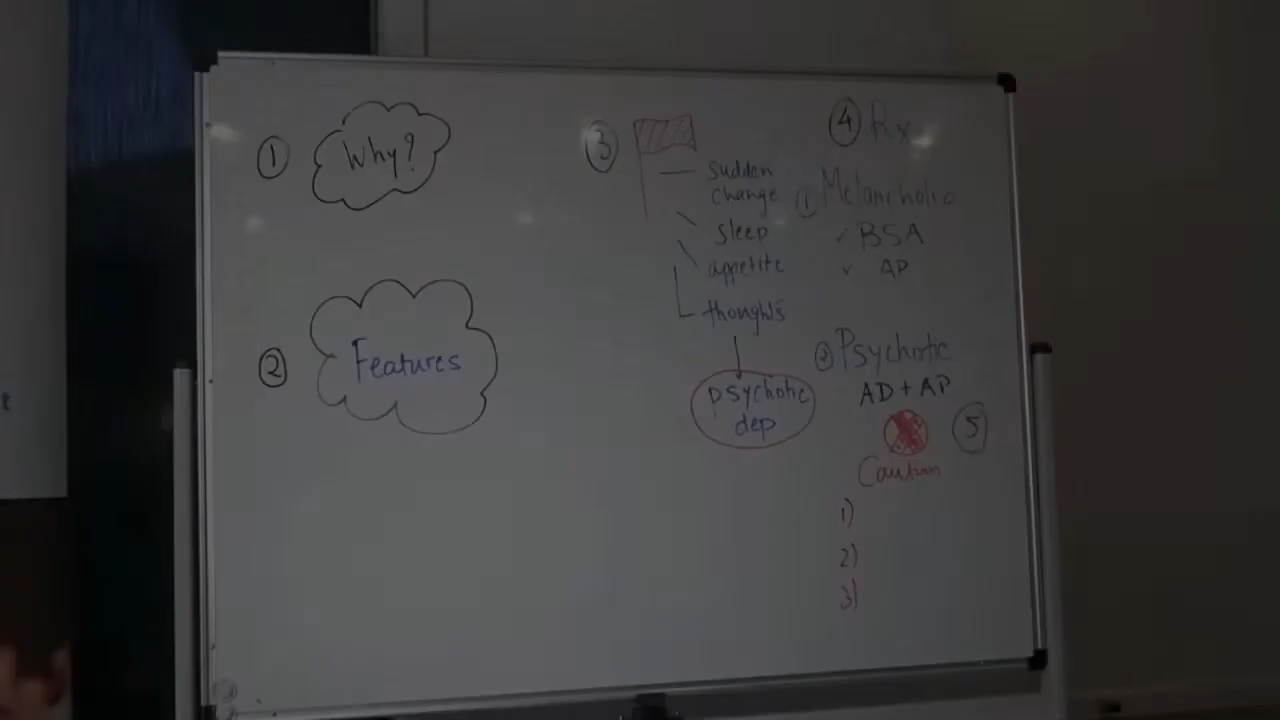 1 Why?
2 Features
3
sudden
change
sleep
appetite
thoughts
psychotic
dep
4 Rx
1 Melancholic
✓ BSA
✓ AP
2 Psychotic
AD + AP
5
Caution
1)
2)
3)
t